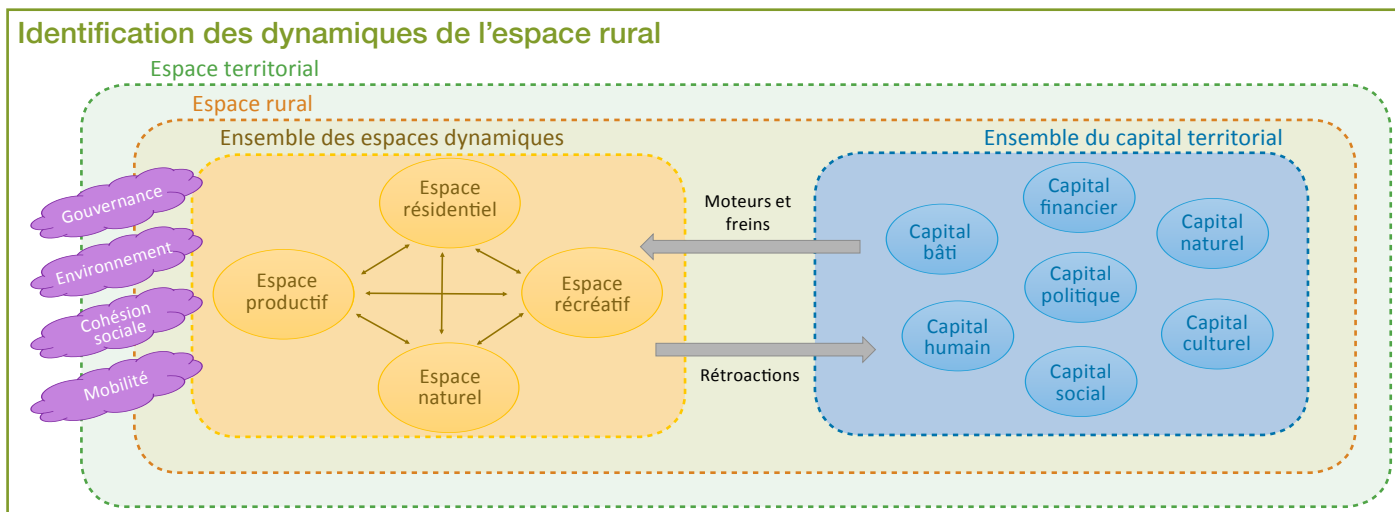 Identification des dynamiques de l’espace rural
Espace territorial
Espace rural
Ensemble des espaces dynamiques
Ensemble du capital territorial
Gouvernance
Environnement
Cohésion
sociale
Mobilité
Espace
résidentiel
Espace
productif
Espace
récréatif
Espace
naturel
Moteurs et
freins
Rétroactions
Capital
financier
Capital
bâti
Capital
naturel
Capital
politique
Capital
humain
Capital
culturel
Capital
social